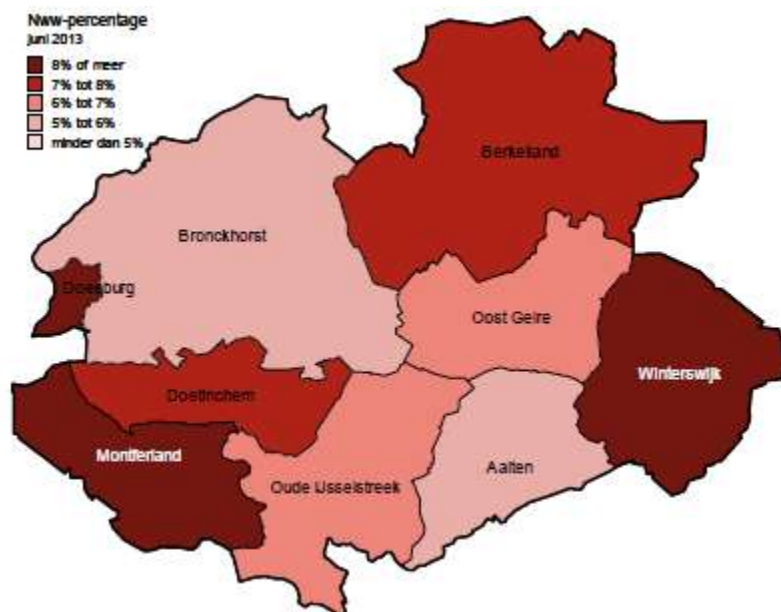 Nww-percentage
Juni 2013
8% of meer
7% tot 8%
6% tot 7%
5% tot 6%
minder dan 5%
Berkelland
Bronckhorst
Doesburg
Oost Gelre
Winterswijk
Doetinchem
Montferland
Aalten
Oude IJsselstreek